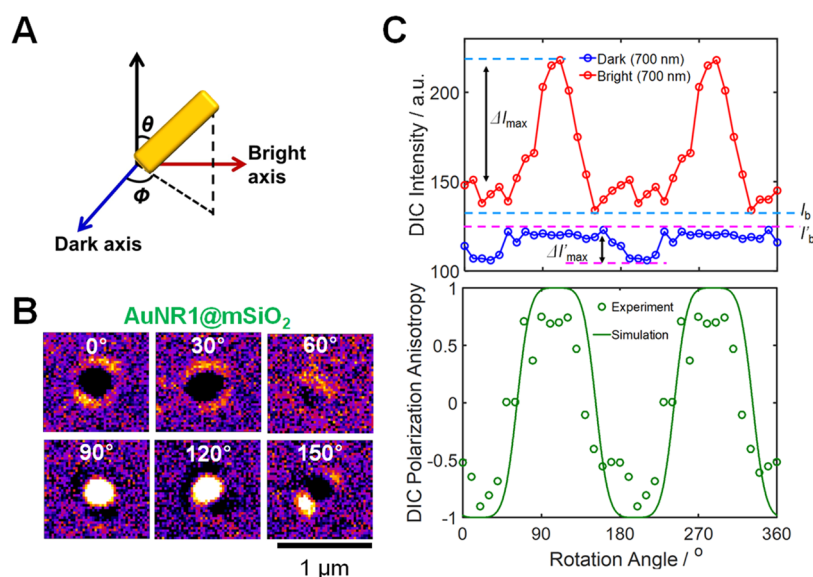 A
θ
Bright
axis
Φ
Dark axis
B
AuNR1@mSiO₂
0° 30° 60°
90° 120° 150°
1 µm
C
DIC Intensity / a.u.
200
150
100
Dark (700 nm)
Bright (700 nm)
ΔI max
I b
I' b
ΔI' max
DIC Polarization Anisotropy
1
0.5
0
-0.5
-1
Experiment
Simulation
0 90 180 270 360
Rotation Angle / °